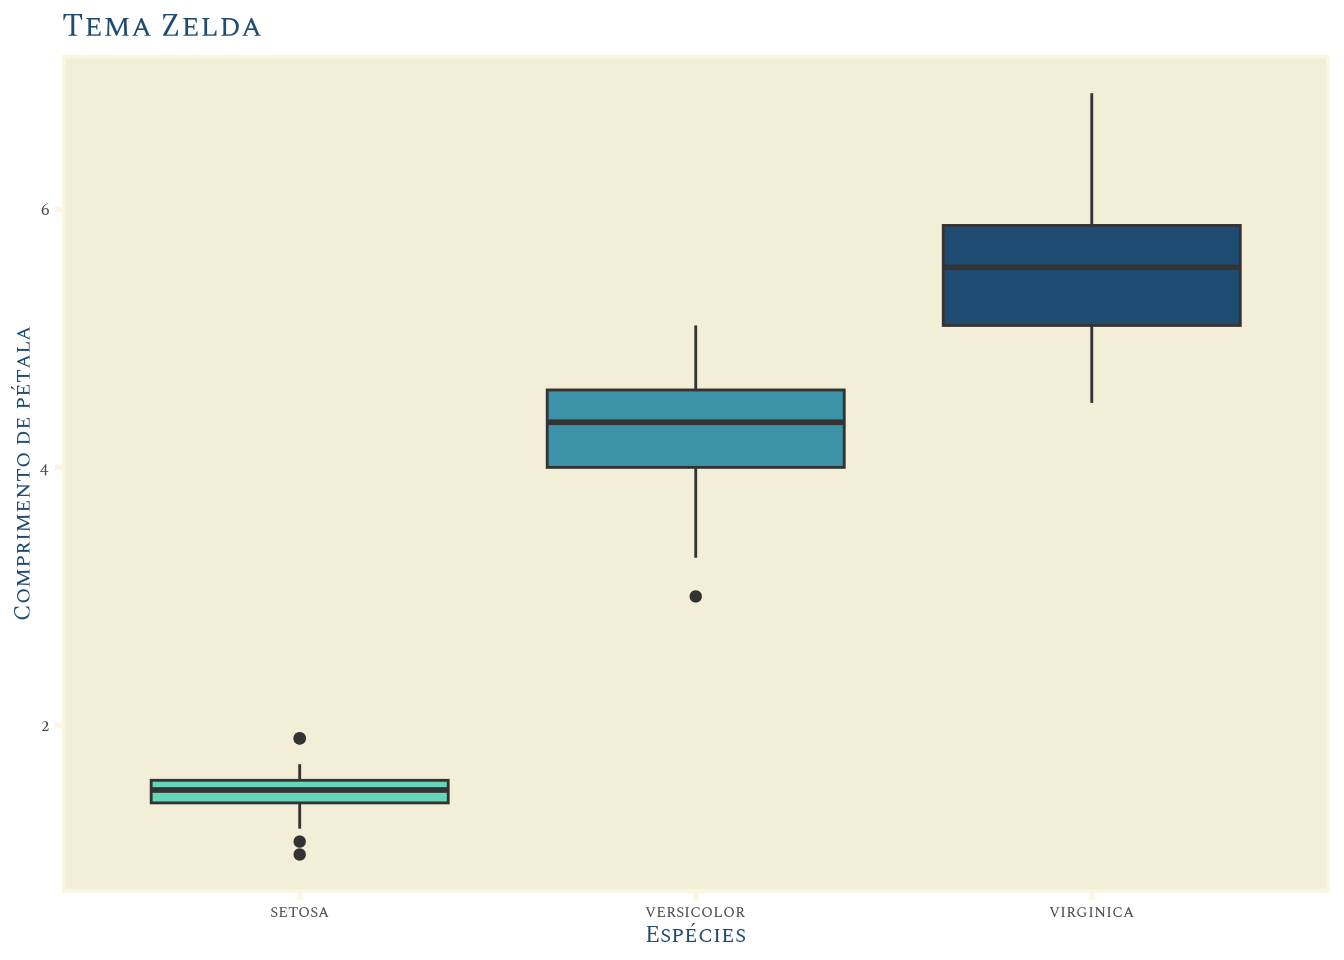 Tema Zelda
Comprimento de pétala
6
4
2
setosa
versicolor
virginica
Espécies